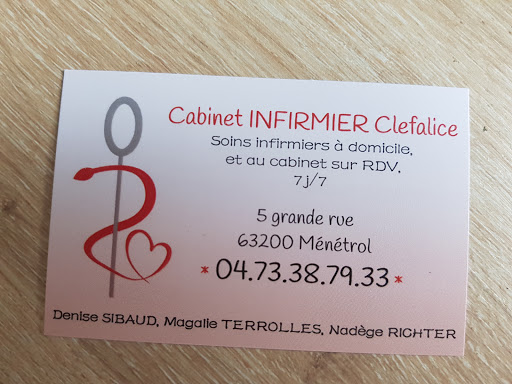 Cabinet INFIRMIER Clefalice
Soins infirmiers à domicile,
et au cabinet sur RDV.
7j/7
5 grande rue
63200 Ménétrol
* 04.73.38.79.33 *
Denise SIBAUD, Magalie TERROLLES, Nadège RICHTER